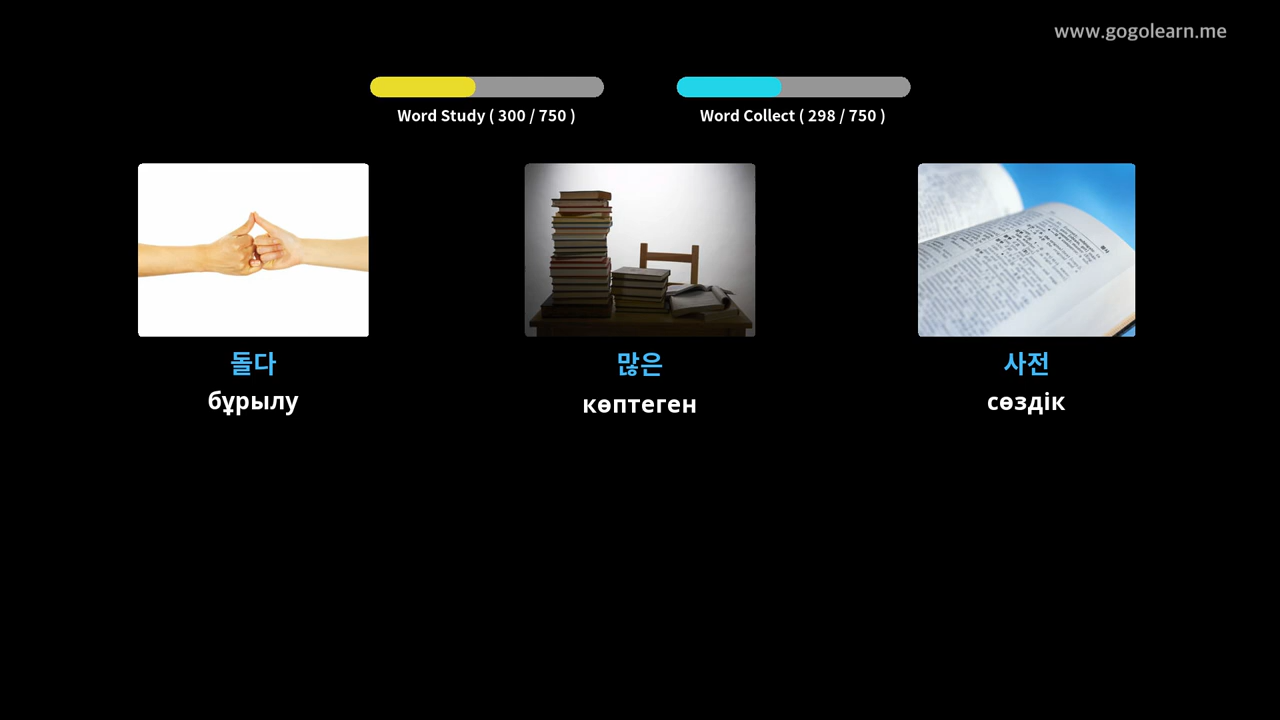 www.gogolearn.me
Word Study ( 300 / 750 )
Word Collect ( 298 / 750 )
돌다
많은
사전
бұрылу
көптеген
сөздік